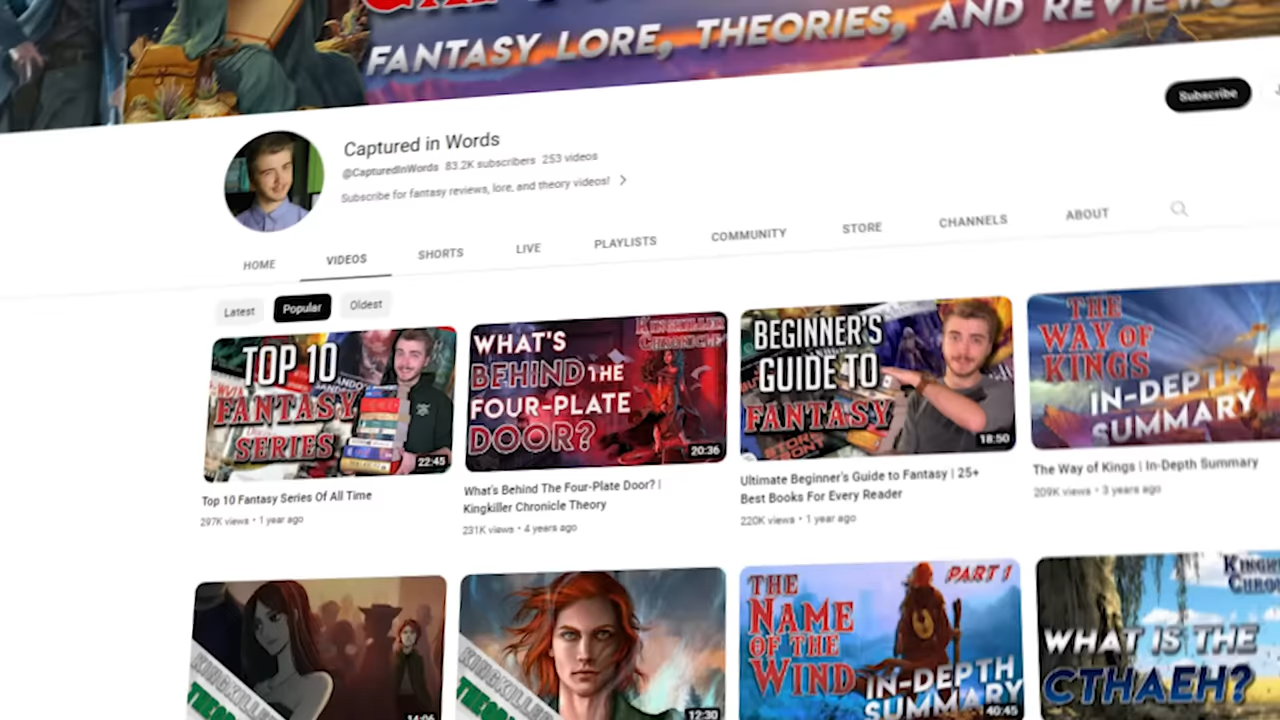 FANTASY LORE, THEORIES, AND REVIEWS
Subscribe
Captured in Words
@CapturedInWords 83.2K subscribers 253 videos
Subscribe for fantasy reviews, lore, and theory videos!
HOME VIDEOS SHORTS LIVE PLAYLISTS COMMUNITY STORE CHANNELS ABOUT
Latest Popular Oldest
TOP 10
FANTASY
SERIES
22:45
WHAT'S
BEHIND THE
FOUR-PLATE
DOOR?
KINGKILLER
CHRONICLE
20:36
BEGINNER'S
GUIDE TO
FANTASY
18:50
THE
WAY OF
KINGS
IN-DEPTH
SUMMARY
Top 10 Fantasy Series Of All Time
297K views • 1 year ago
What's Behind The Four-Plate Door? |
Kingkiller Chronicle Theory
231K views • 4 years ago
Ultimate Beginner's Guide to Fantasy | 25+
Best Books For Every Reader
220K views • 1 year ago
The Way of Kings | In-Depth Summary
209K views • 3 years ago
KINGKILLER
14:06
KINGKILLER
12:30
THE
NAME
OF THE
WIND
PART 1
IN-DEPTH
SUMMARY
40:45
WHAT IS THE
CTHAEH?